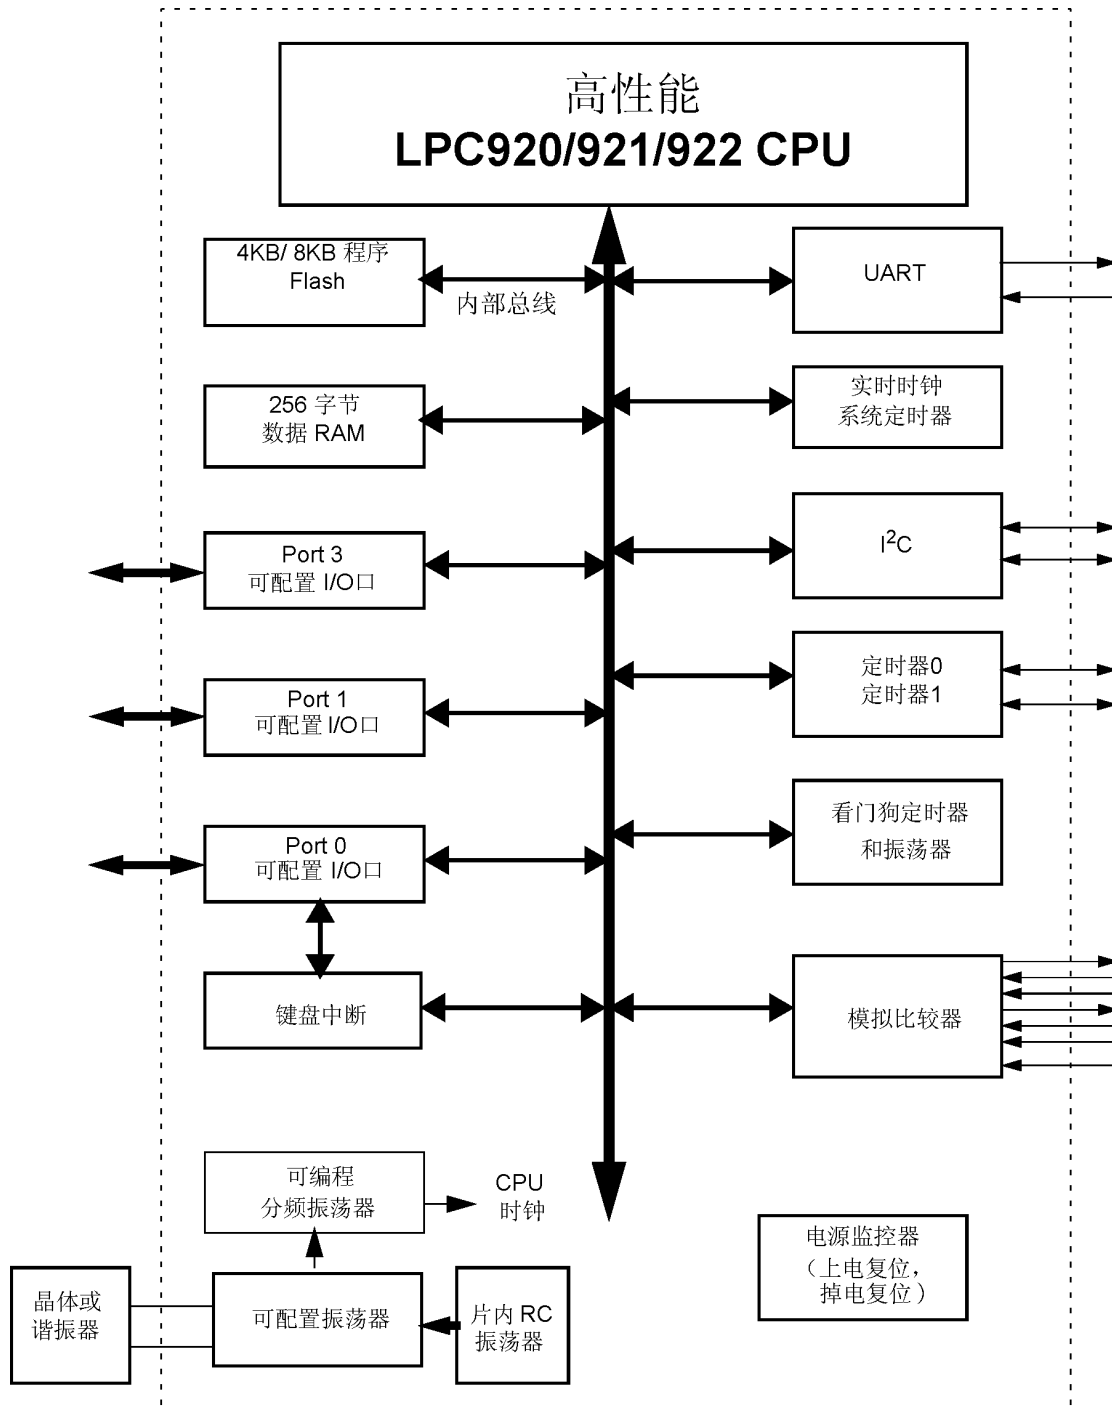 高性能
LPC920/921/922 CPU
4KB/ 8KB 程序
Flash
内部总线
UART
256 字节
数据 RAM
实时时钟
系统定时器
Port 3
可配置 I/O口
I²C
Port 1
可配置 I/O口
定时器0
定时器1
Port 0
可配置 I/O口
看门狗定时器
和振荡器
键盘中断
模拟比较器
可编程
分频振荡器
CPU
时钟
电源监控器
（上电复位，
掉电复位）
晶体或
谐振器
可配置振荡器
片内 RC
振荡器